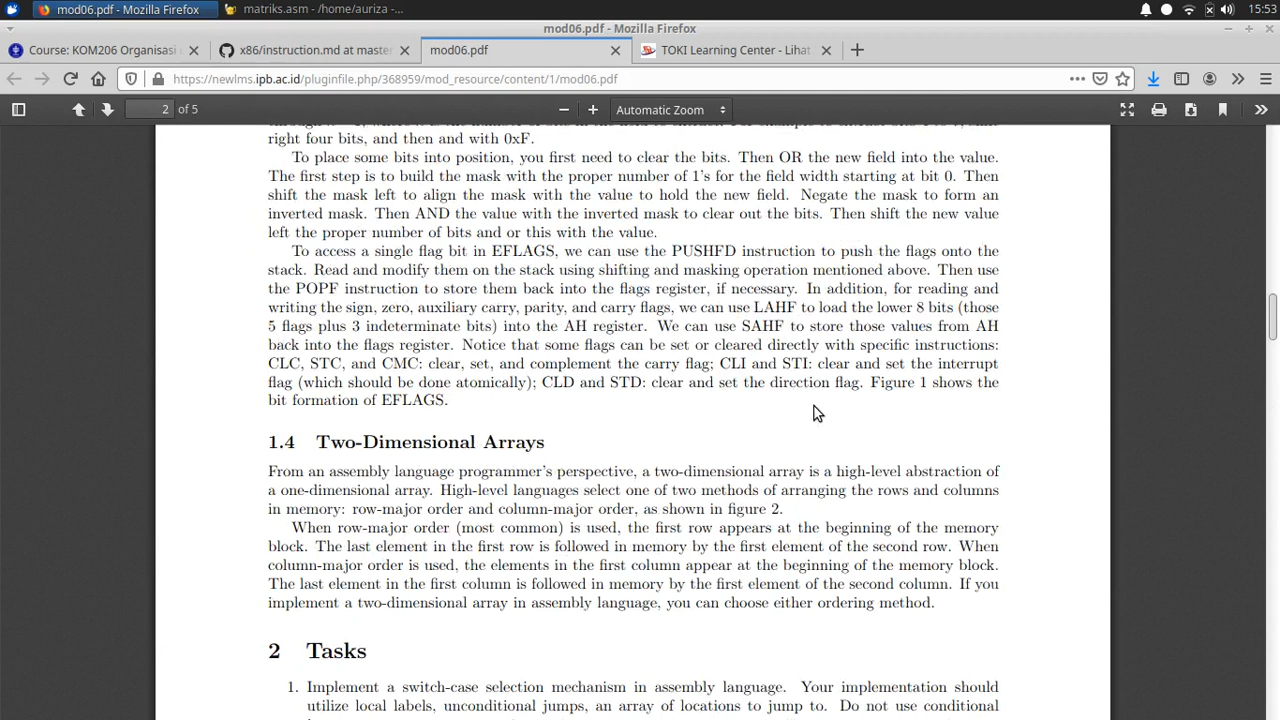 mod06.pdf - Mozilla Firefox
matriks.asm - /home/auriza -...
15:53
mod06.pdf - Mozilla Firefox
Course: KOM206 Organisasi
x86/instruction.md at master
mod06.pdf
TOKI Learning Center - Lihat
https://newlms.ipb.ac.id/pluginfile.php/368959/mod_resource/content/1/mod06.pdf
2 of 5
Automatic Zoom
right four bits, and then and with 0xF.
To place some bits into position, you first need to clear the bits. Then OR the new field into the value.
The first step is to build the mask with the proper number of 1's for the field width starting at bit 0. Then
shift the mask left to align the mask with the value to hold the new field. Negate the mask to form an
inverted mask. Then AND the value with the inverted mask to clear out the bits. Then shift the new value
left the proper number of bits and or this with the value.
To access a single flag bit in EFLAGS, we can use the PUSHFD instruction to push the flags onto the
stack. Read and modify them on the stack using shifting and masking operation mentioned above. Then use
the POPF instruction to store them back into the flags register, if necessary. In addition, for reading and
writing the sign, zero, auxiliary carry, parity, and carry flags, we can use LAHF to load the lower 8 bits (those
5 flags plus 3 indeterminate bits) into the AH register. We can use SAHF to store those values from AH
back into the flags register. Notice that some flags can be set or cleared directly with specific instructions:
CLC, STC, and CMC: clear, set, and complement the carry flag; CLI and STI: clear and set the interrupt
flag (which should be done atomically); CLD and STD: clear and set the direction flag. Figure 1 shows the
bit formation of EFLAGS.
1.4 Two-Dimensional Arrays
From an assembly language programmer's perspective, a two-dimensional array is a high-level abstraction of
a one-dimensional array. High-level languages select one of two methods of arranging the rows and columns
in memory: row-major order and column-major order, as shown in figure 2.
When row-major order (most common) is used, the first row appears at the beginning of the memory
block. The last element in the first row is followed in memory by the first element of the second row. When
column-major order is used, the elements in the first column appear at the beginning of the memory block.
The last element in the first column is followed in memory by the first element of the second column. If you
implement a two-dimensional array in assembly language, you can choose either ordering method.
2 Tasks
1. Implement a switch-case selection mechanism in assembly language. Your implementation should
utilize local labels, unconditional jumps, an array of locations to jump to. Do not use conditional